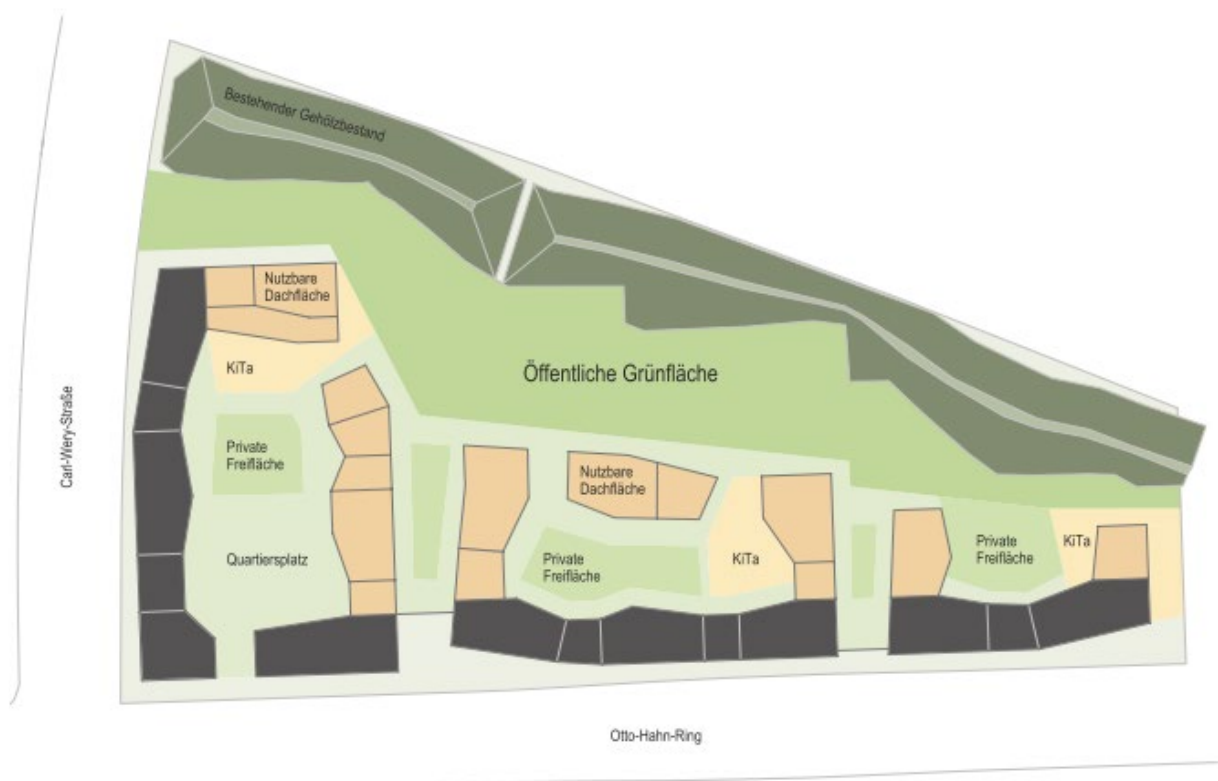 Bestehender Gehölzbestand
Nutzbare
Dachfläche
KiTa
Öffentliche Grünfläche
Carl-Wery-Straße
Private
Freifläche
Nutzbare
Dachfläche
Quartiersplatz
Private
Freifläche
KiTa
Private
Freifläche
KiTa
Otto-Hahn-Ring